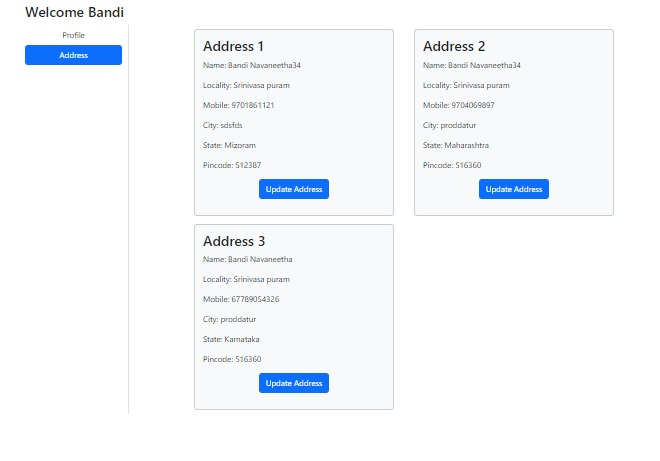 Welcome Bandi
Profile
Address
Address 1
Name: Bandi Navaneetha34
Locality: Srinivasa puram
Mobile: 9701861121
City: sdsfds
State: Mizoram
Pincode: 512387
Update Address
Address 2
Name: Bandi Navaneetha34
Locality: Srinivasa puram
Mobile: 9704069897
City: proddatur
State: Maharashtra
Pincode: 516360
Update Address
Address 3
Name: Bandi Navaneetha
Locality: Srinivasa puram
Mobile: 67789054326
City: proddatur
State: Karnataka
Pincode: 516360
Update Address